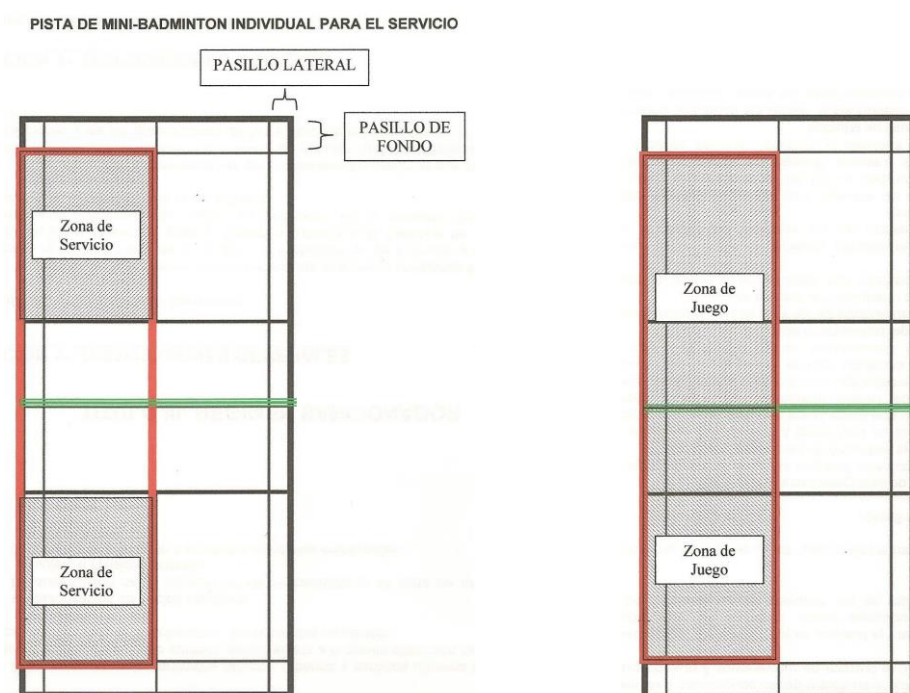 PISTA DE MINI-BADMINTON INDIVIDUAL PARA EL SERVICIO
PASILLO LATERAL
PASILLO DE
FONDO
Zona de
Servicio
Zona de
Servicio
Zona de
Juego
Zona de
Juego